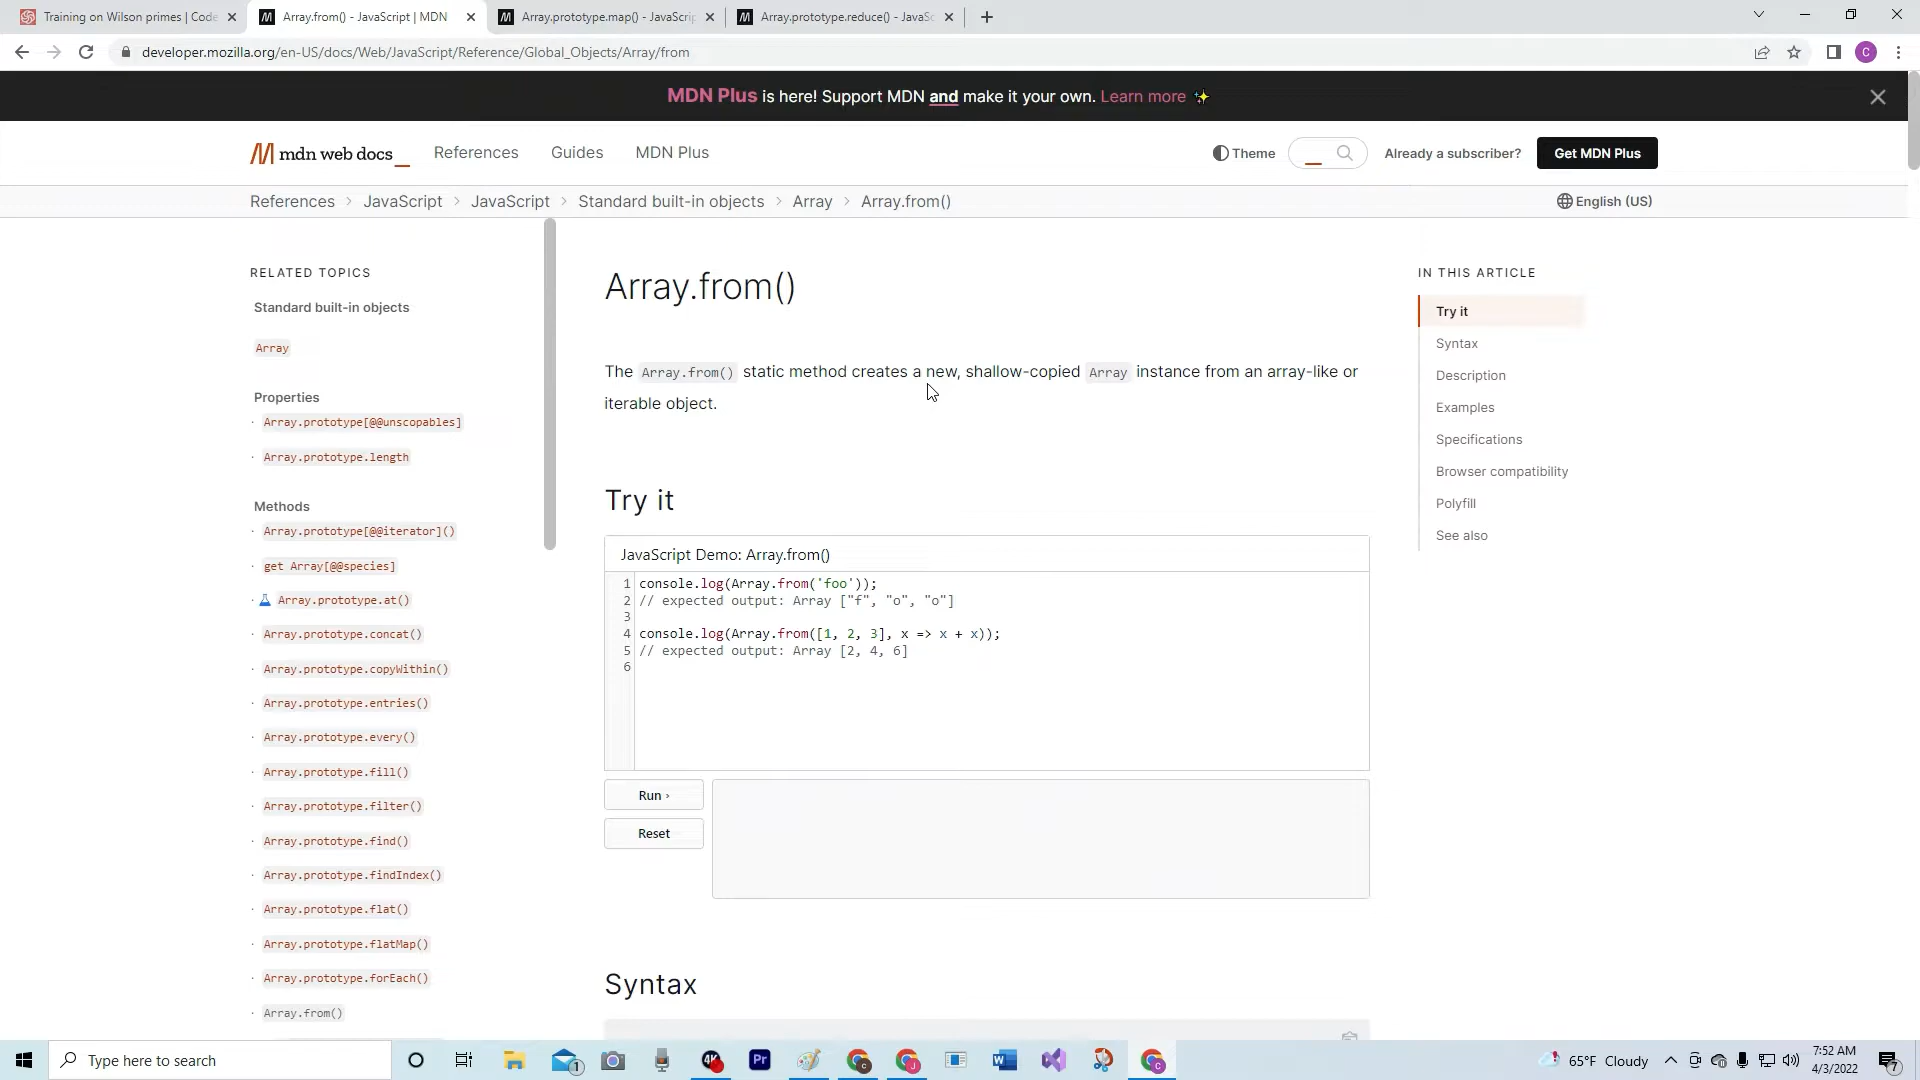 Training on Wilson primes | Code
Array.from() - JavaScript | MDN
Array.prototype.map() - JavaScrip
Array.prototype.reduce() - JavaSc
developer.mozilla.org/en-US/docs/Web/JavaScript/Reference/Global_Objects/Array/from
C
MDN Plus is here! Support MDN and make it your own. Learn more ✨
mdn web docs_
References
Guides
MDN Plus
Theme
Already a subscriber?
Get MDN Plus
References > JavaScript > JavaScript > Standard built-in objects > Array > Array.from()
English (US)
RELATED TOPICS
Standard built-in objects
Array
Properties
Array.prototype[@@unscopables]
Array.prototype.length
Methods
Array.prototype[@@iterator]()
get Array[@@species]
Array.prototype.at()
Array.prototype.concat()
Array.prototype.copyWithin()
Array.prototype.entries()
Array.prototype.every()
Array.prototype.fill()
Array.prototype.filter()
Array.prototype.find()
Array.prototype.findIndex()
Array.prototype.flat()
Array.prototype.flatMap()
Array.prototype.forEach()
Array.from()
Array.from()
The Array.from() static method creates a new, shallow-copied Array instance from an array-like or
iterable object.
Try it
JavaScript Demo: Array.from()
1 console.log(Array.from('foo'));
2 // expected output: Array ["f", "o", "o"]
3
4 console.log(Array.from([1, 2, 3], x => x + x));
5 // expected output: Array [2, 4, 6]
6
Run ›
Reset
Syntax
IN THIS ARTICLE
Try it
Syntax
Description
Examples
Specifications
Browser compatibility
Polyfill
See also
Type here to search
1
4K
Pr
65°F Cloudy
7:52 AM
4/3/2022
7